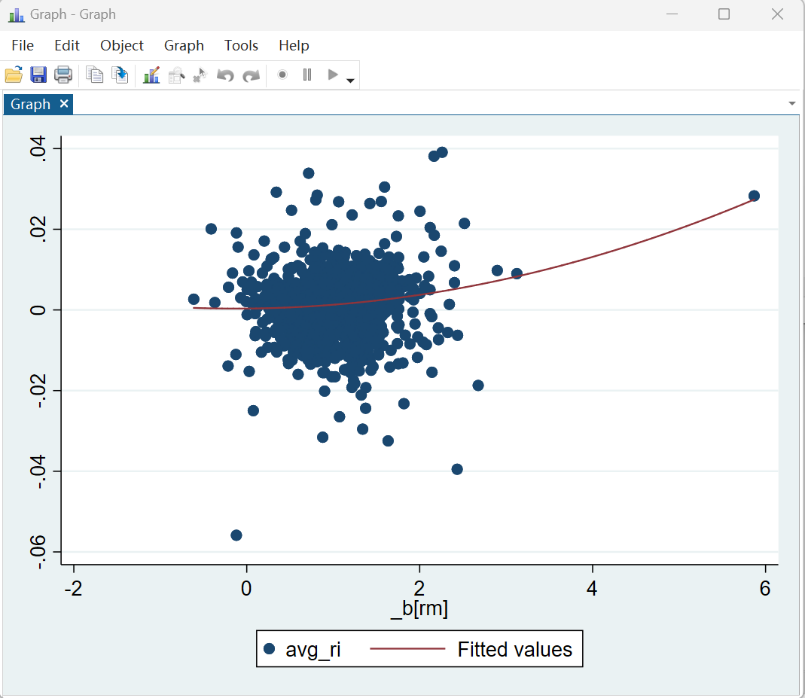 Graph - Graph
File Edit Object Graph Tools Help
Graph
.04
.02
0
-.02
-.04
-.06
-2 0 2 4 6
_b[rm]
avg_ri Fitted values